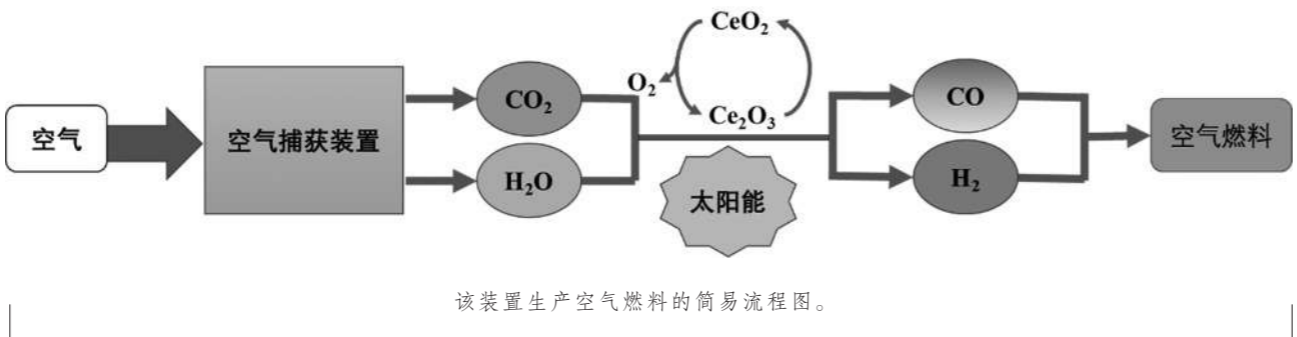 空气
空气捕获装置
CO₂
H₂O
CeO₂
O₂
Ce₂O₃
太阳能
CO
H₂
空气燃料
该装置生产空气燃料的简易流程图。